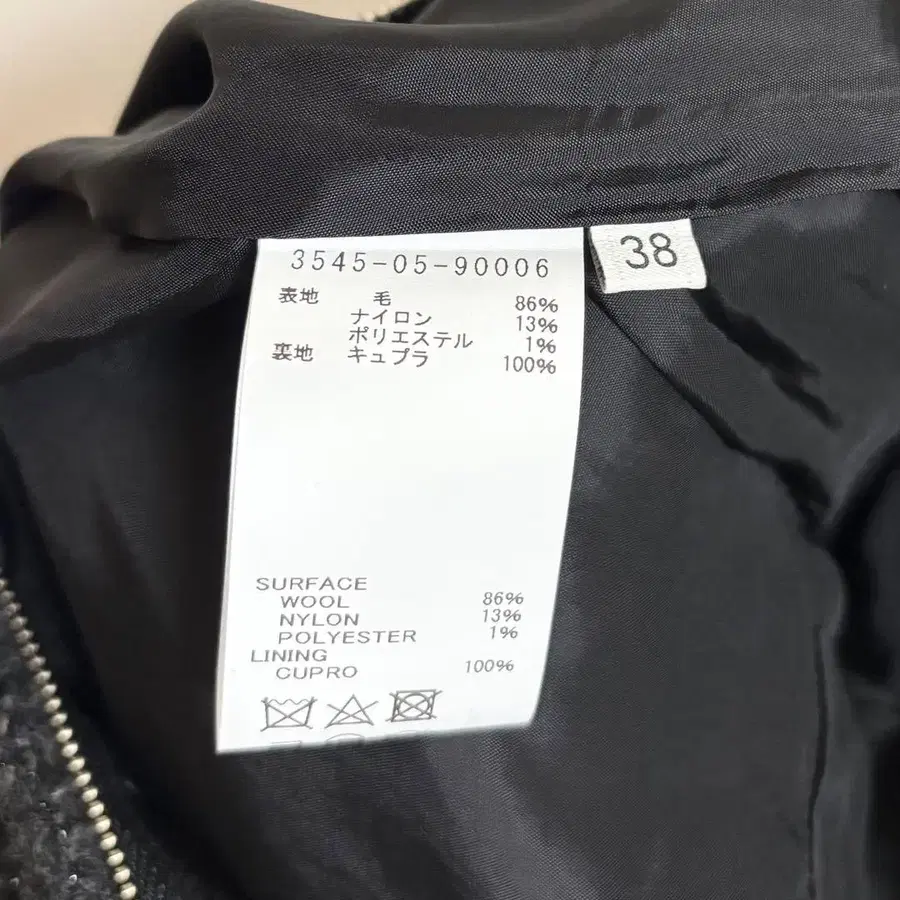 3545-05-90006
38
表地 毛 86%
ナイロン 13%
ポリエステル 1%
裏地 キュプラ 100%
SURFACE
WOOL 86%
NYLON 13%
POLYESTER 1%
LINING
CUPRO 100%